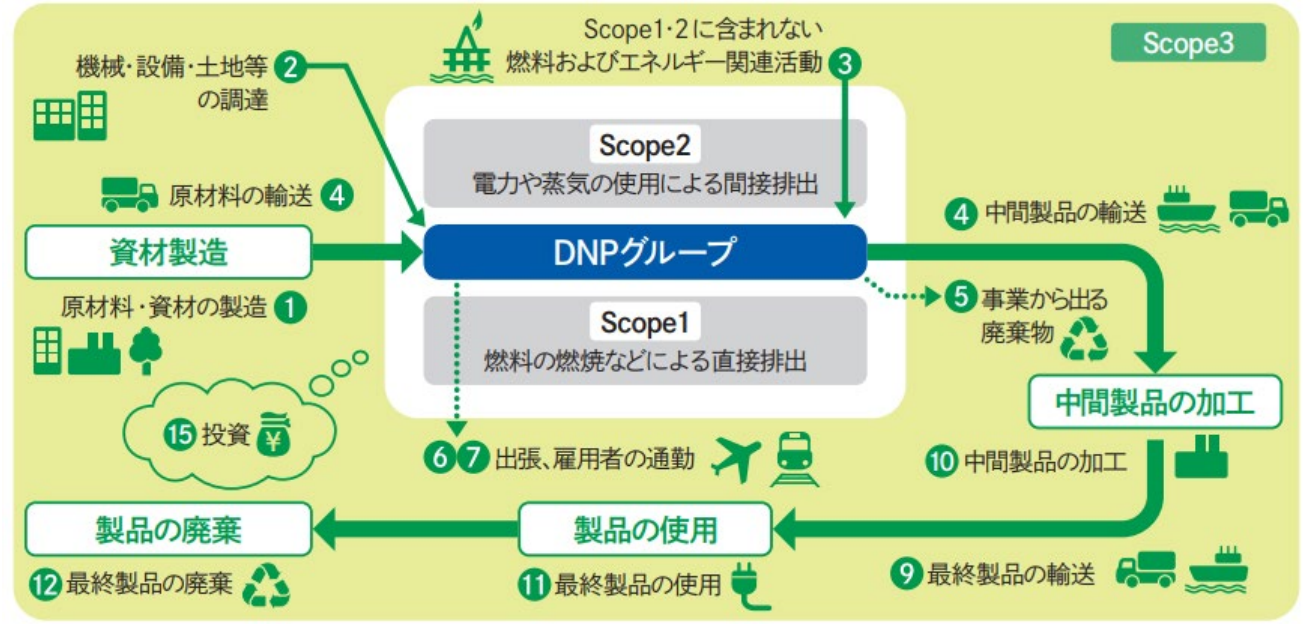 Scope1・2に含まれない
燃料およびエネルギー関連活動 3
Scope3
機械・設備・土地等 2
の調達
Scope2
電力や蒸気の使用による間接排出
原材料の輸送 4
4 中間製品の輸送
資材製造
DNPグループ
原材料・資材の製造 1
5 事業から出る
廃棄物
Scope1
燃料の燃焼などによる直接排出
中間製品の加工
15 投資 ¥
6 7 出張、雇用者の通勤
10 中間製品の加工
製品の廃棄
製品の使用
12 最終製品の廃棄
11 最終製品の使用
9 最終製品の輸送